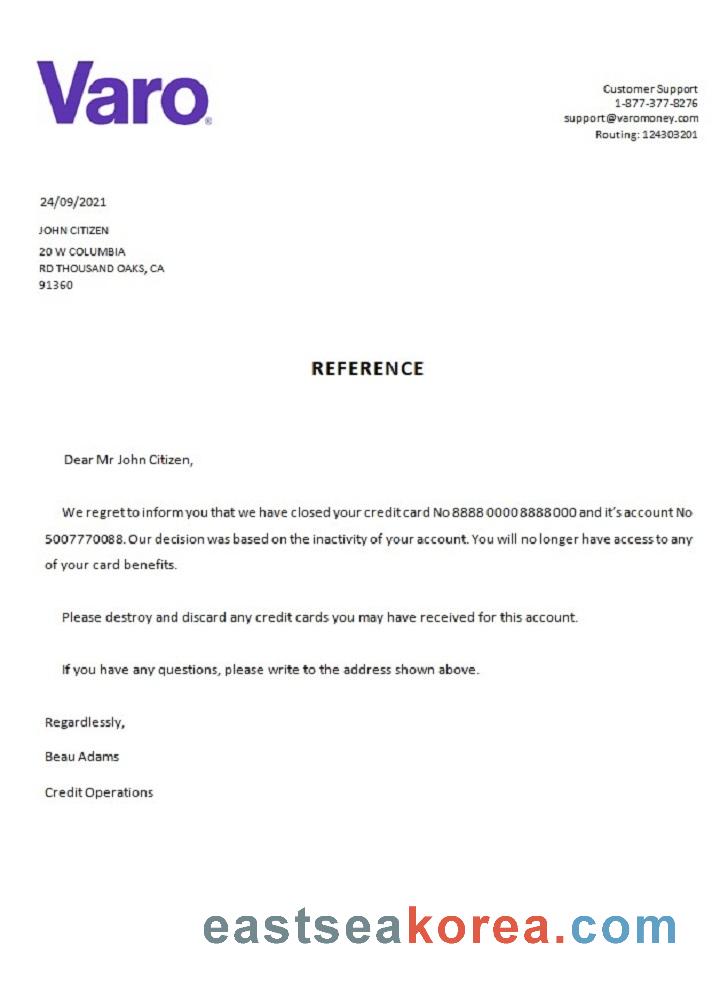 Varo®
Customer Support
1-877-377-8276
support@varomoney.com
Routing: 124303201
24/09/2021
JOHN CITIZEN
20 W COLUMBIA
RD THOUSAND OAKS, CA
91360
REFERENCE
Dear Mr John Citizen,
We regret to inform you that we have closed your credit card No 8888 0000 8888 000 and it's account No
5007770088. Our decision was based on the inactivity of your account. You will no longer have access to any
of your card benefits.
Please destroy and discard any credit cards you may have received for this account.
If you have any questions, please write to the address shown above.
Regardlessly,
Beau Adams
Credit Operations
eastseakorea.com